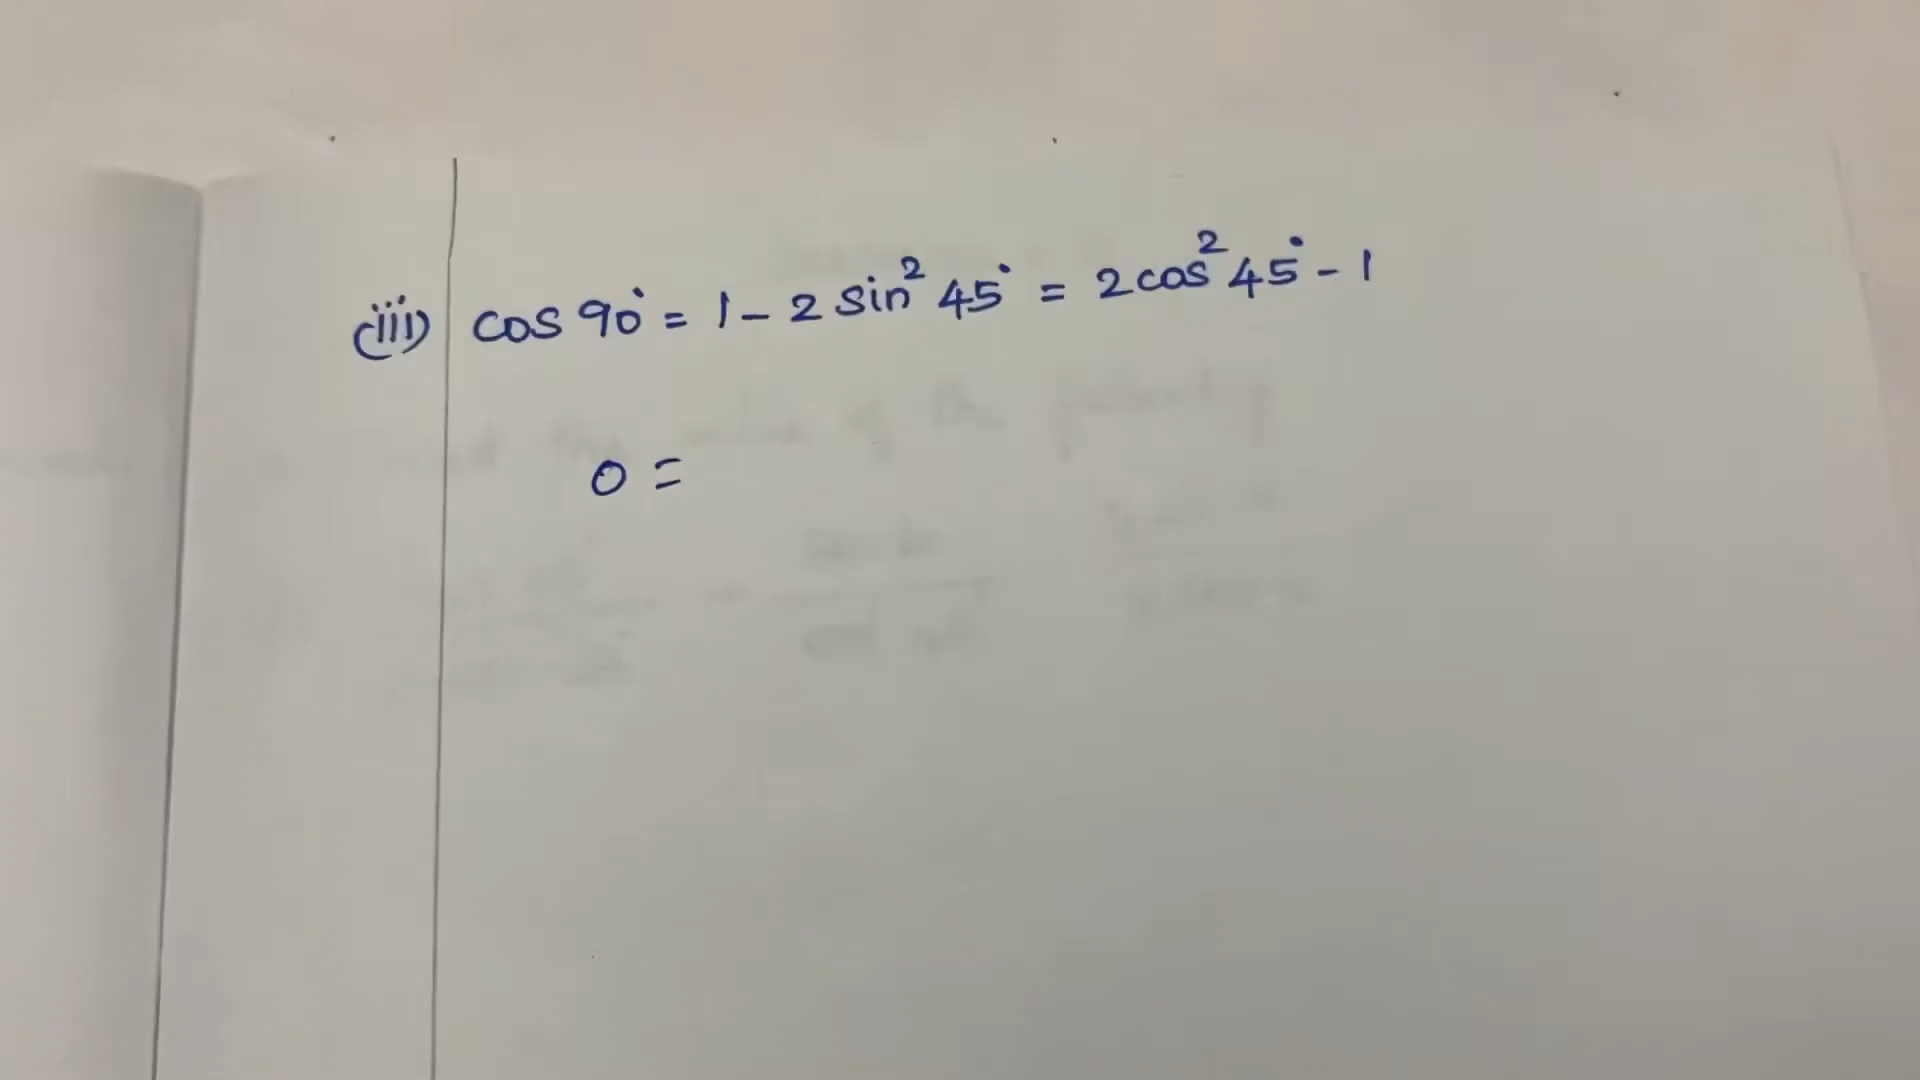 (iii) cos 90° = 1 - 2 sin² 45° = 2 cos² 45° - 1
0 =